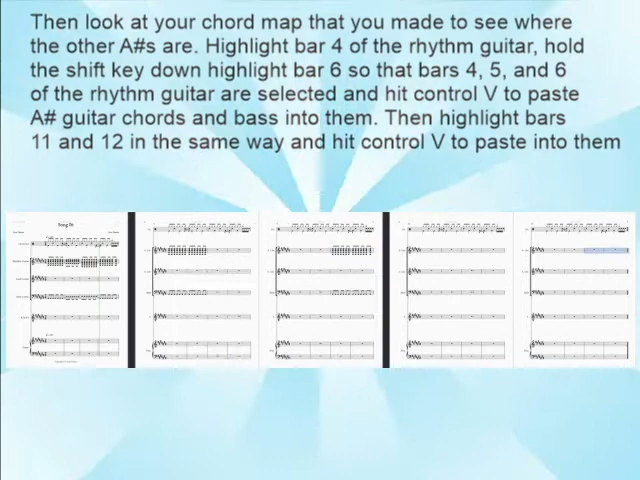 Then look at your chord map that you made to see where
the other A#s are. Highlight bar 4 of the rhythm guitar, hold
the shift key down highlight bar 6 so that bars 4, 5, and 6
of the rhythm guitar are selected and hit control V to paste
A# guitar chords and bass into them. Then highlight bars
11 and 12 in the same way and hit control V to paste into them